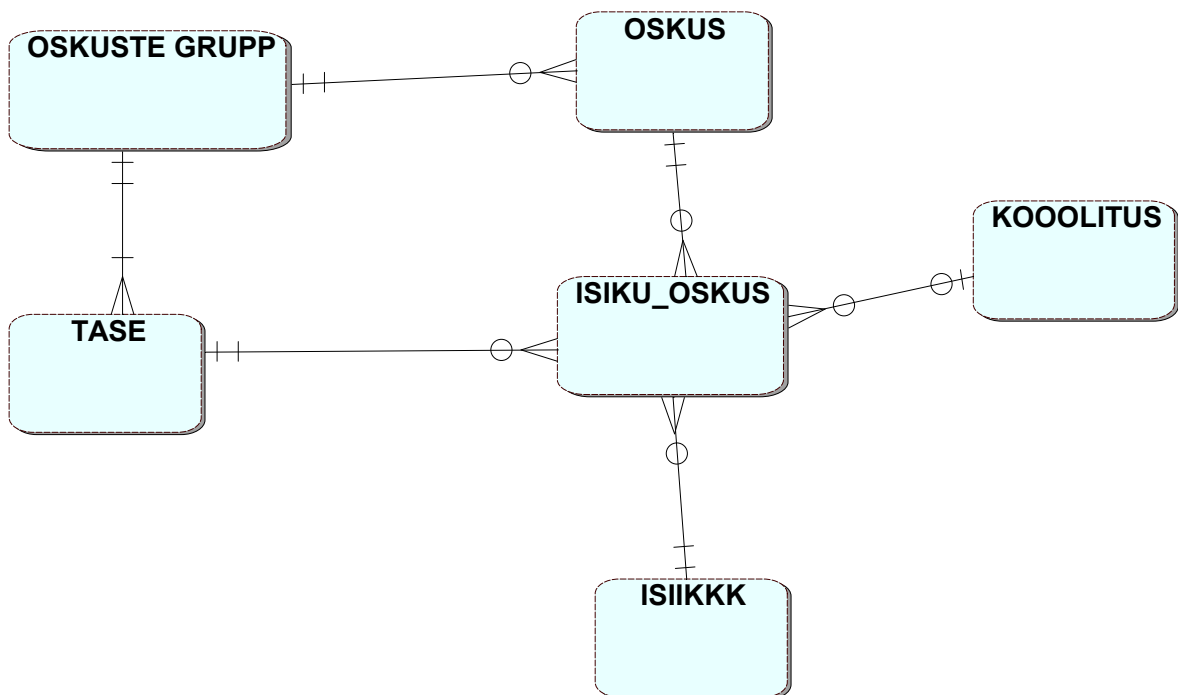 OSKUSTE GRUPP
OSKUS
KOOOLITUS
ISIKU_OSKUS
TASE
ISIIKKK